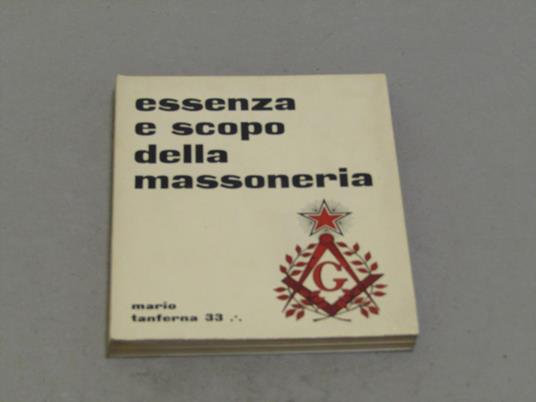 essenza
e scopo
della
massoneria
G
mario
tanferna 33 ∴